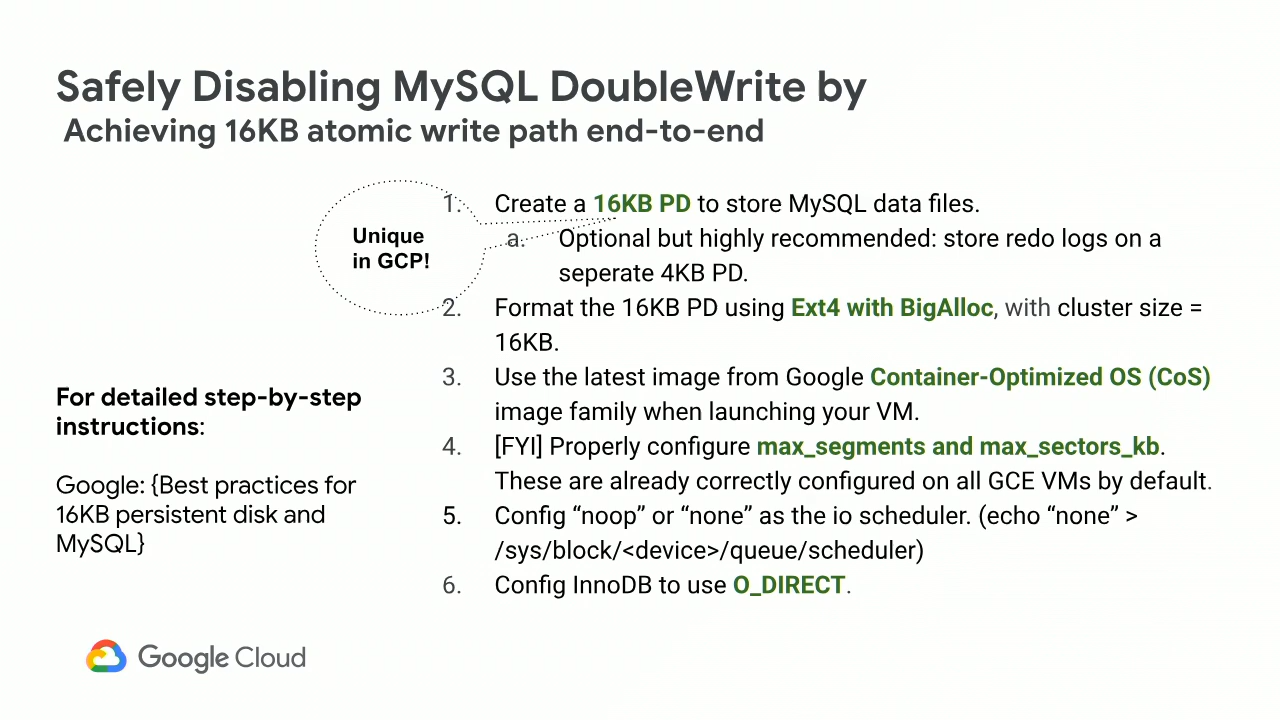 Safely Disabling MySQL DoubleWrite by
Achieving 16KB atomic write path end-to-end
Unique
in GCP!
1. Create a 16KB PD to store MySQL data files.
a. Optional but highly recommended: store redo logs on a
seperate 4KB PD.
2. Format the 16KB PD using Ext4 with BigAlloc, with cluster size =
16KB.
3. Use the latest image from Google Container-Optimized OS (CoS)
image family when launching your VM.
4. [FYI] Properly configure max_segments and max_sectors_kb.
These are already correctly configured on all GCE VMs by default.
5. Config “noop” or “none” as the io scheduler. (echo “none” >
/sys/block/<device>/queue/scheduler)
6. Config InnoDB to use O_DIRECT.
For detailed step-by-step
instructions:
Google: {Best practices for
16KB persistent disk and
MySQL}
Google Cloud